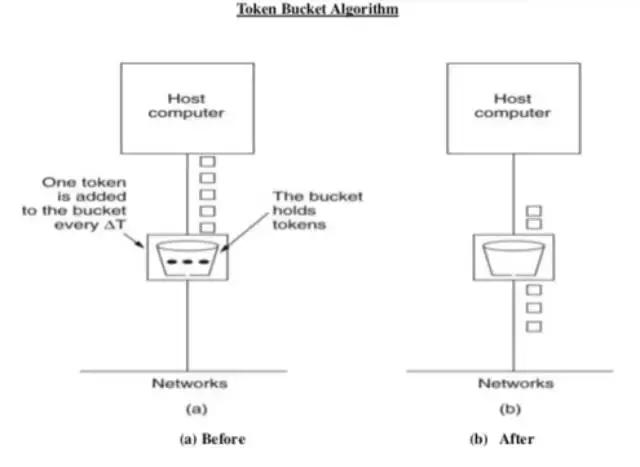 Token Bucket Algorithm
Host
computer
One token
is added
to the bucket
every ΔT
The bucket
holds
tokens
Networks
(a)
(a) Before
Host
computer
Networks
(b)
(b) After